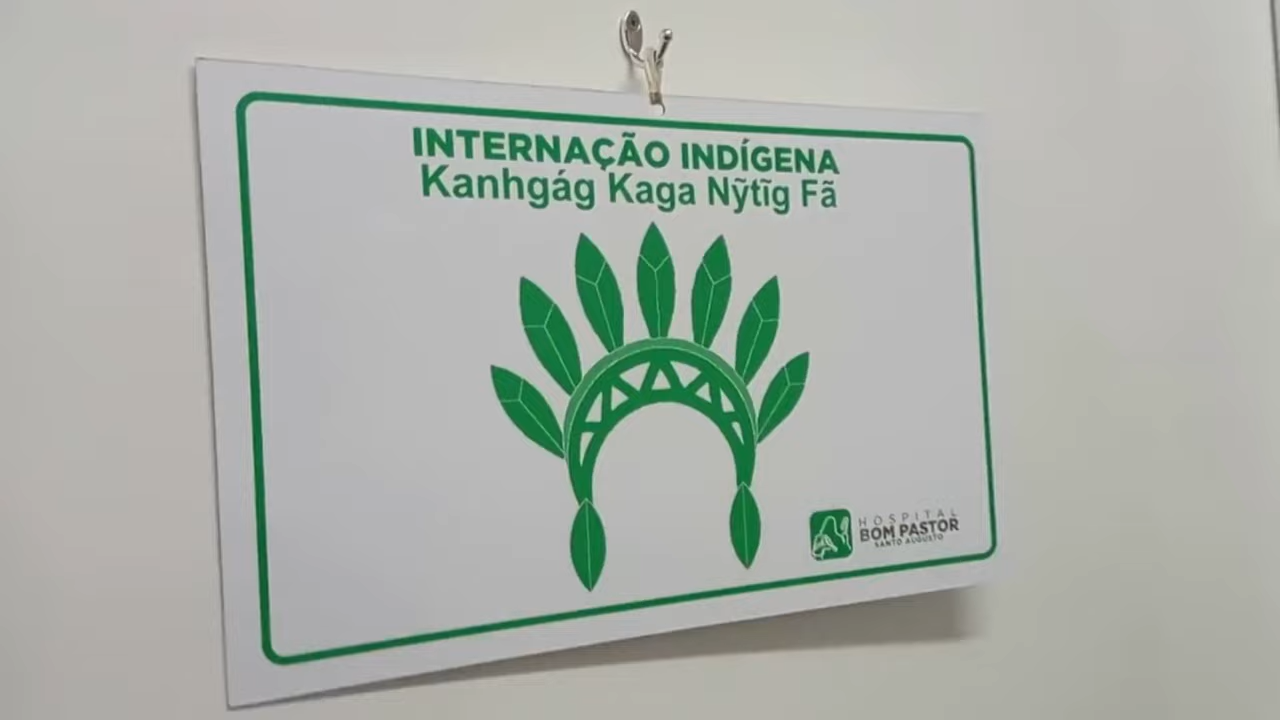 INTERNAÇÃO INDÍGENA
Kanhgág Kaga Nỹtĩg Fã
HOSPITAL
BOM PASTOR
SANTO AUGUSTO